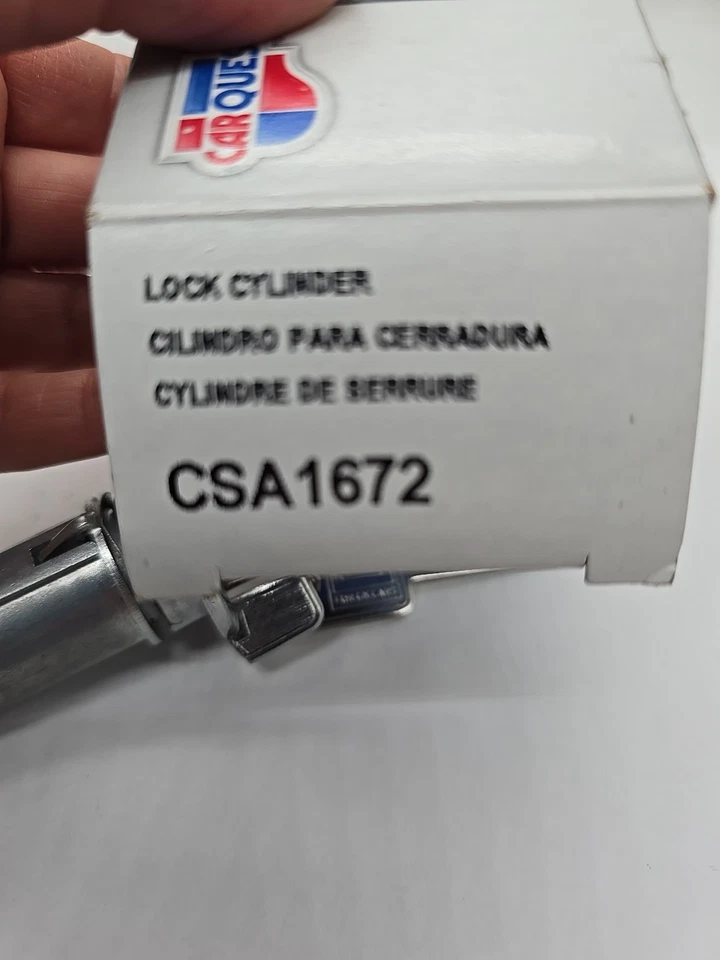 CARQUEST
LOCK CYLINDER
CILINDRO PARA CERRADURA
CYLINDRE DE SERRURE
CSA1672